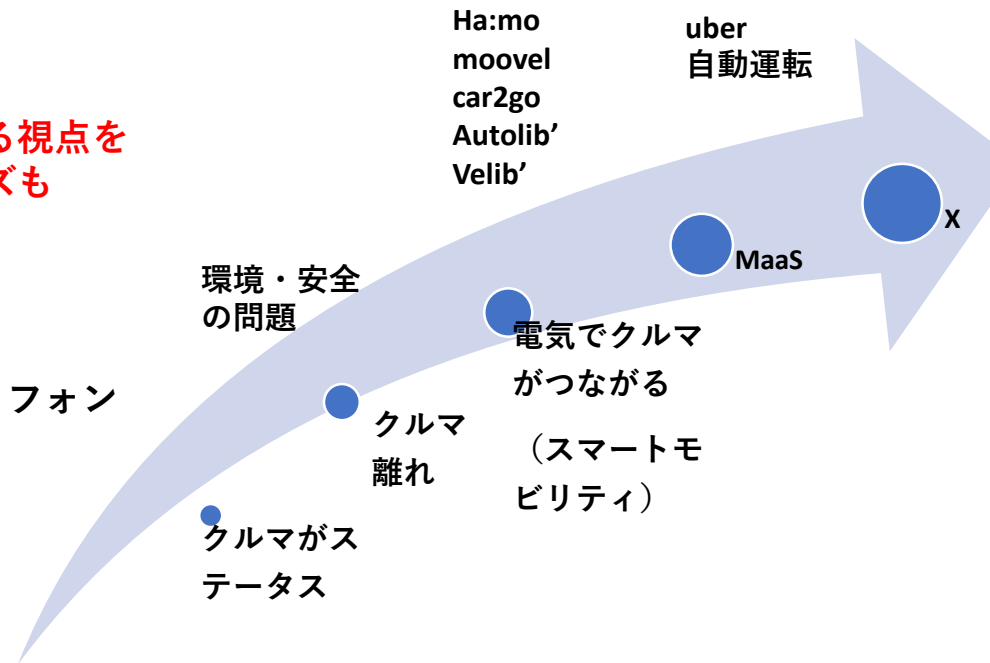 Ha:mo
moovel
car2go
Autolib’
Velib’
uber
自動運転
る視点を
ズも
X
MaaS
環境・安全
の問題
電気でクルマ
がつながる
（スマートモ
ビリティ）
フォン
クルマ
離れ
クルマがス
テータス